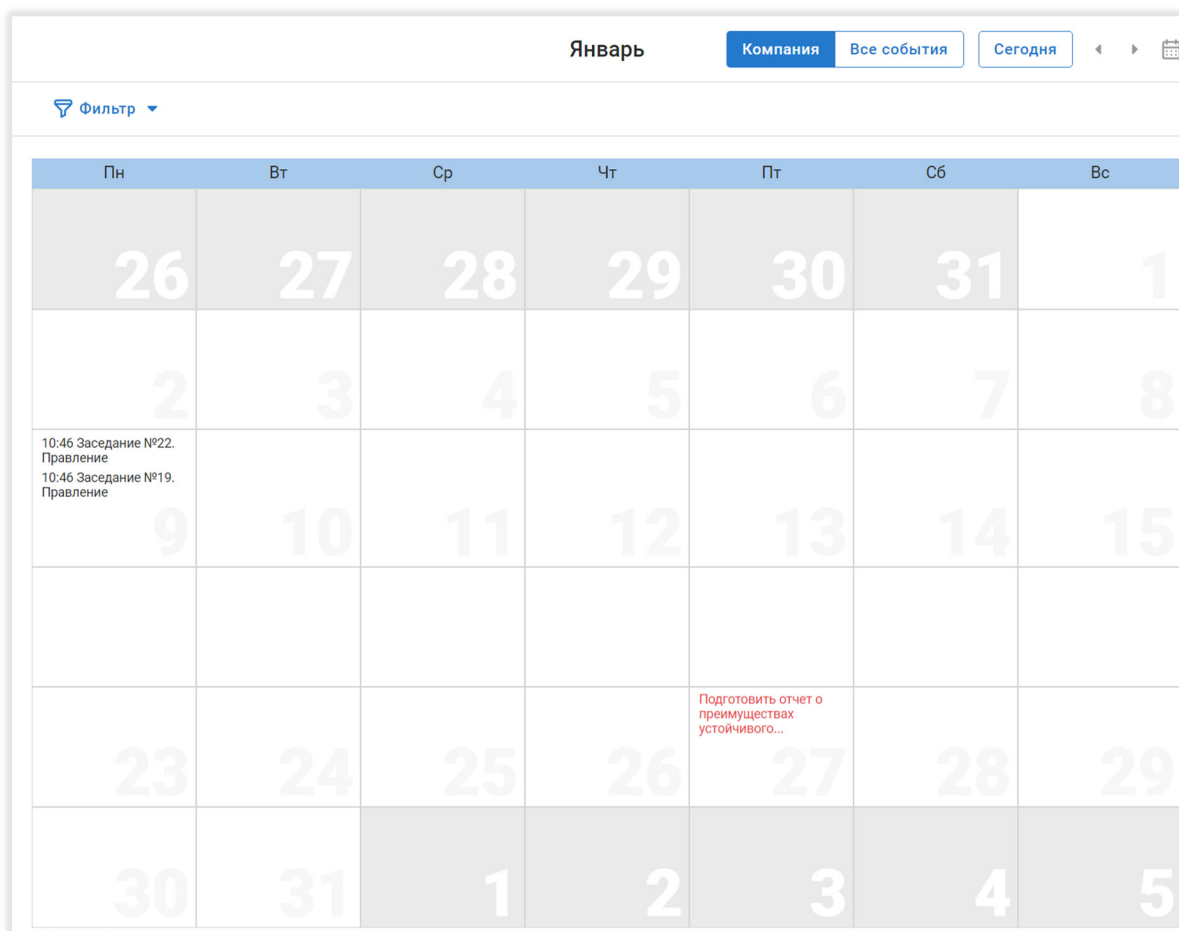 Январь Компания Все события Сегодня
Фильтр
Пн Вт Ср Чт Пт Сб Вс
26 27 28 29 30 31 1
2 3 4 5 6 7 8
10:46 Заседание №22.
Правление
10:46 Заседание №19.
Правление
9 10 11 12 13 14 15
Подготовить отчет о
преимуществах
устойчивого...
23 24 25 26 27 28 29
30 31 1 2 3 4 5